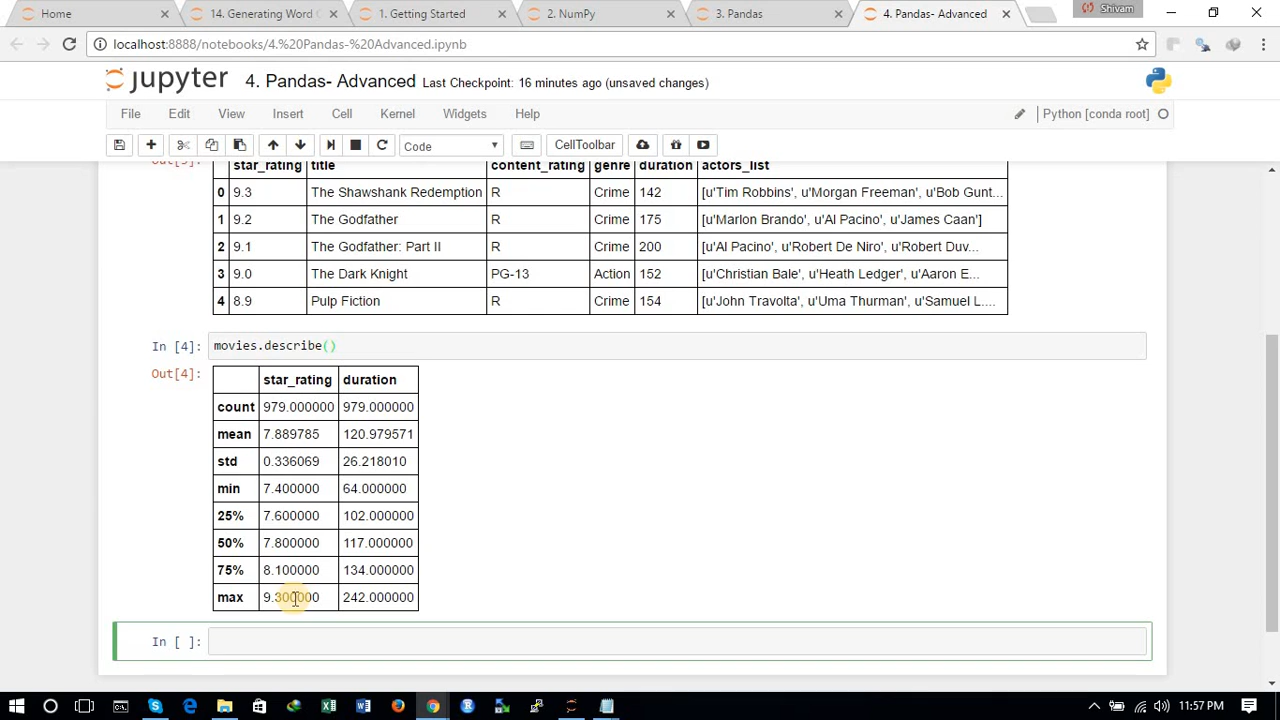 Home
14. Generating Word C
1. Getting Started
2. NumPy
3. Pandas
4. Pandas- Advanced
Shivam
localhost:8888/notebooks/4.%20Pandas-%20Advanced.ipynb
jupyter 4. Pandas- Advanced Last Checkpoint: 16 minutes ago (unsaved changes)
File Edit View Insert Cell Kernel Widgets Help Python [conda root]
Code CellToolbar
star_rating title content_rating genre duration actors_list
0 9.3 The Shawshank Redemption R Crime 142 [u'Tim Robbins', u'Morgan Freeman', u'Bob Gunt...
1 9.2 The Godfather R Crime 175 [u'Marlon Brando', u'Al Pacino', u'James Caan']
2 9.1 The Godfather: Part II R Crime 200 [u'Al Pacino', u'Robert De Niro', u'Robert Duv...
3 9.0 The Dark Knight PG-13 Action 152 [u'Christian Bale', u'Heath Ledger', u'Aaron E...
4 8.9 Pulp Fiction R Crime 154 [u'John Travolta', u'Uma Thurman', u'Samuel L....
In [4]: movies.describe()
Out[4]:
star_rating duration
count 979.000000 979.000000
mean 7.889785 120.979571
std 0.336069 26.218010
min 7.400000 64.000000
25% 7.600000 102.000000
50% 7.800000 117.000000
75% 8.100000 134.000000
max 9.300000 242.000000
In [ ]:
11:57 PM